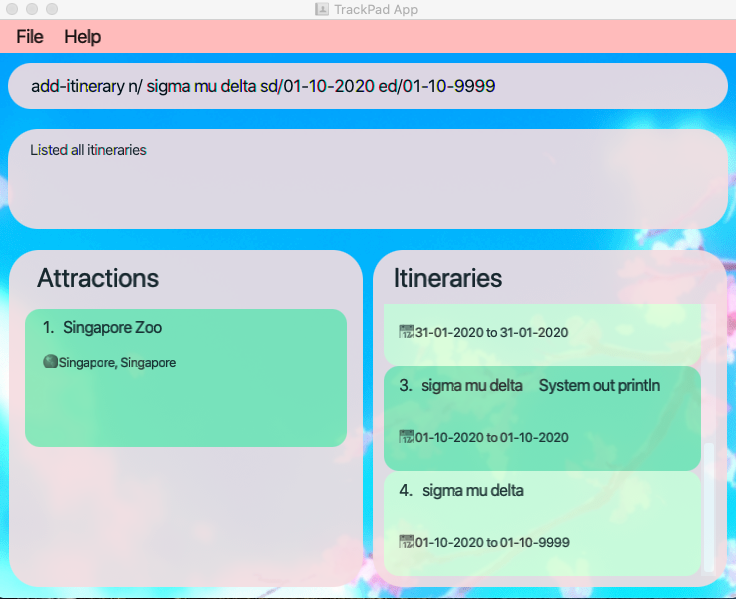 TrackPad App
File Help
add-itinerary n/ sigma mu delta sd/01-10-2020 ed/01-10-9999
Listed all itineraries
Attractions
1. Singapore Zoo
Singapore, Singapore
Itineraries
31-01-2020 to 31-01-2020
3. sigma mu delta System out println
01-10-2020 to 01-10-2020
4. sigma mu delta
01-10-2020 to 01-10-9999